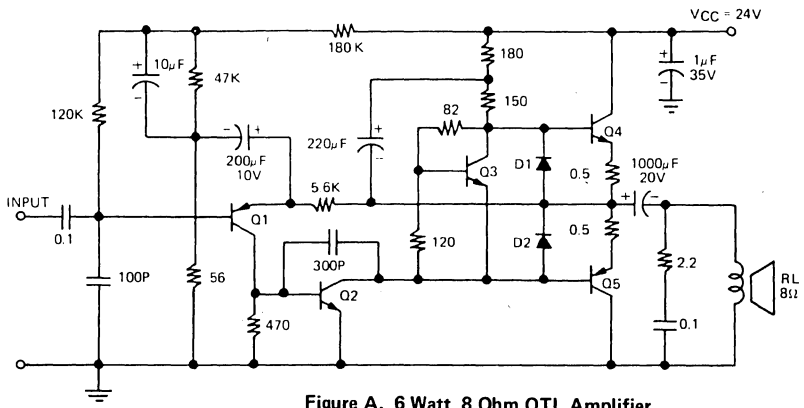 VCC = 24V
180 K
180
+
10µF
-
47K
+
1µF
35V
-
120K
150
82
- +
200µF
10V
220µF
+
-
Q3
D1
Q4
0.5
1000µF
20V
+ -
INPUT
0.1
Q1
5.6K
120
D2
0.5
100P
56
300P
Q2
470
Q5
2.2
0.1
RL
8Ω
Figure A. 6 Watt, 8 Ohm OTL Amplifier